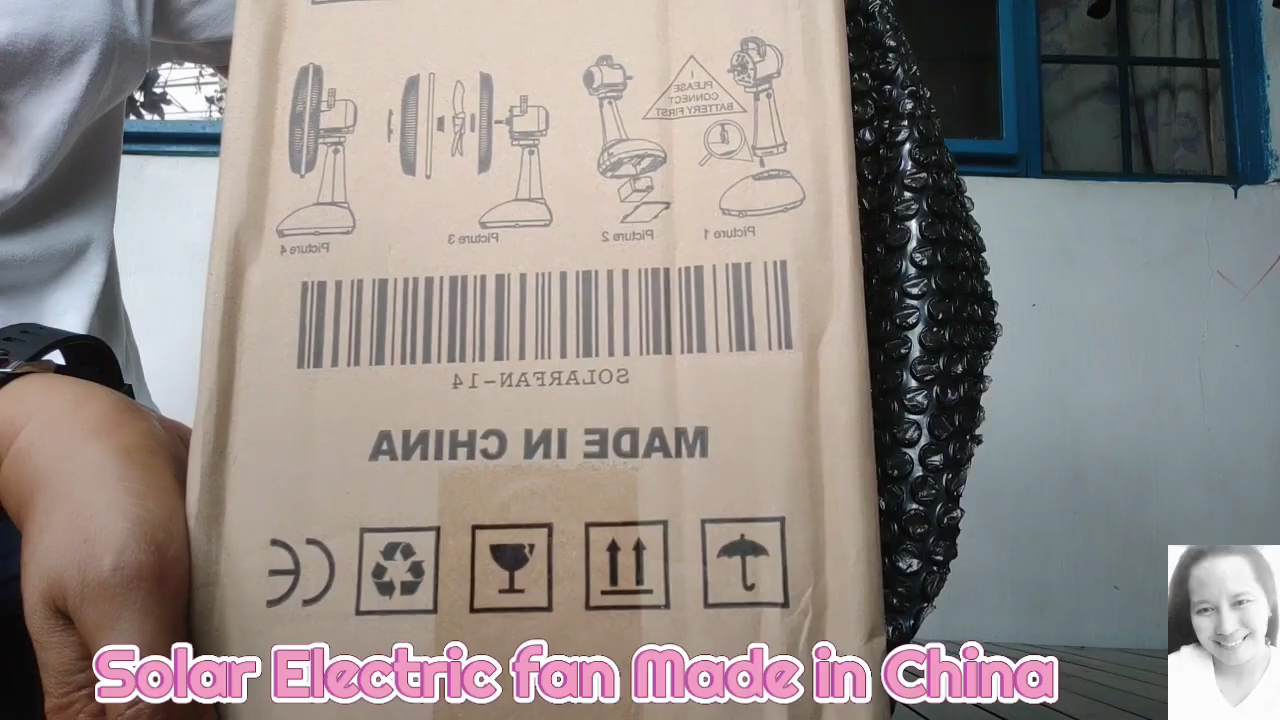 ! PLEASE
CONNECT
BATTERY FIRST
Picture 1
Picture 2
Picture 3
Picture 4
SOLARFAN-14
MADE IN CHINA
CE
Solar Electric fan Made in China